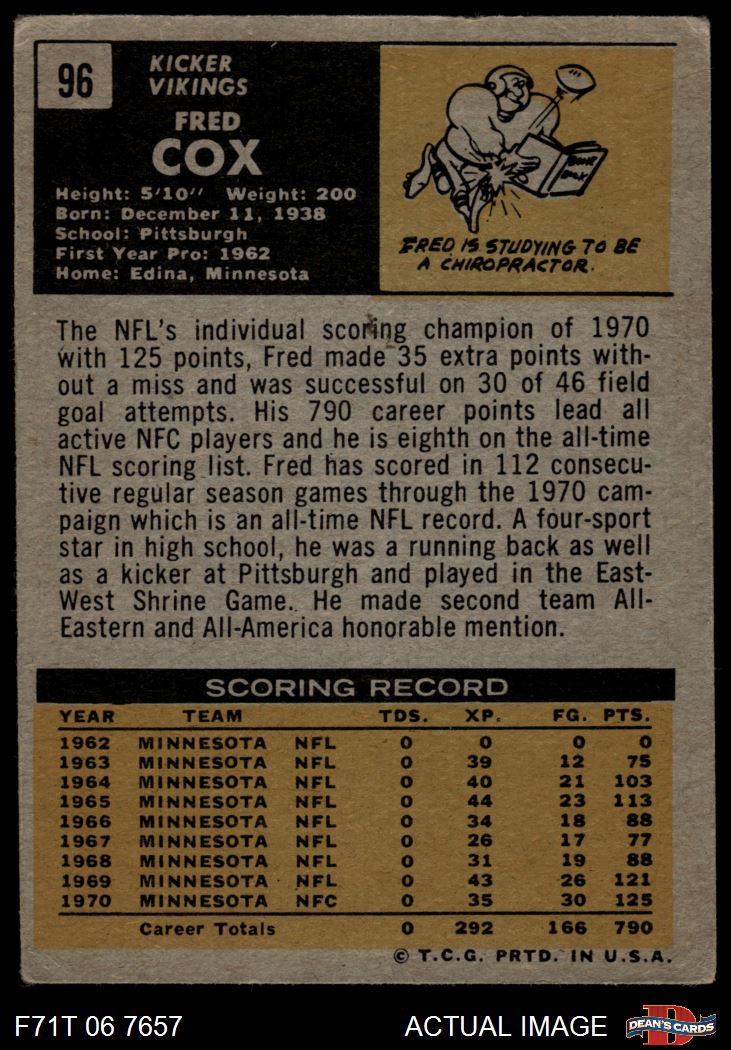 96
KICKER
VIKINGS
FRED
COX
Height: 5'10" Weight: 200
Born: December 11, 1938
School: Pittsburgh
First Year Pro: 1962
Home: Edina, Minnesota
BONE
BOOK
FRED IS STUDYING TO BE
A CHIROPRACTOR.
The NFL's individual scoring champion of 1970
with 125 points, Fred made 35 extra points with-
out a miss and was successful on 30 of 46 field
goal attempts. His 790 career points lead all
active NFC players and he is eighth on the all-time
NFL scoring list. Fred has scored in 112 consecu-
tive regular season games through the 1970 cam-
paign which is an all-time NFL record. A four-sport
star in high school, he was a running back as well
as a kicker at Pittsburgh and played in the East-
West Shrine Game. He made second team All-
Eastern and All-America honorable mention.
SCORING RECORD
YEAR TEAM TDS. XP. FG. PTS.
1962 MINNESOTA NFL 0 0 0 0
1963 MINNESOTA NFL 0 39 12 75
1964 MINNESOTA NFL 0 40 21 103
1965 MINNESOTA NFL 0 44 23 113
1966 MINNESOTA NFL 0 34 18 88
1967 MINNESOTA NFL 0 26 17 77
1968 MINNESOTA NFL 0 31 19 88
1969 MINNESOTA NFL 0 43 26 121
1970 MINNESOTA NFC 0 35 30 125
Career Totals 0 292 166 790
© T.C.G. PRTD. IN U.S.A.
F71T 06 7657 ACTUAL IMAGE D DEAN'S CARDS